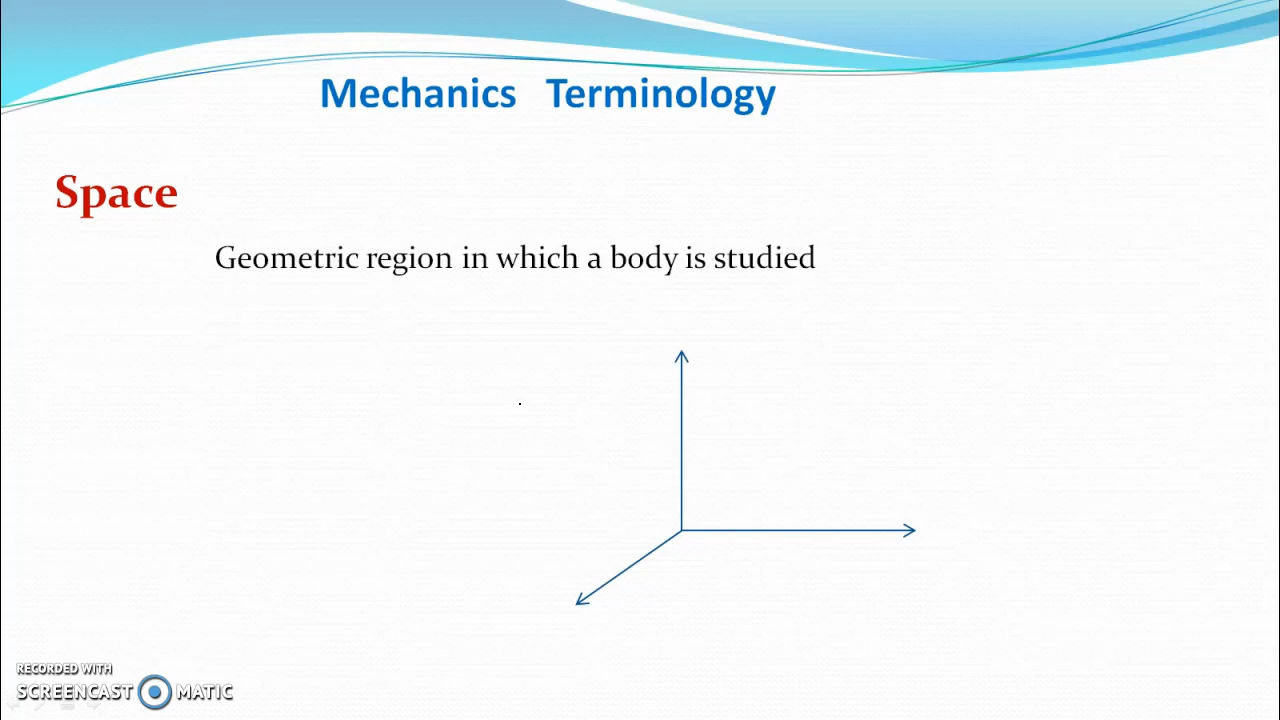 Mechanics Terminology
Space
Geometric region in which a body is studied
RECORDED WITH
SCREENCAST MATIC